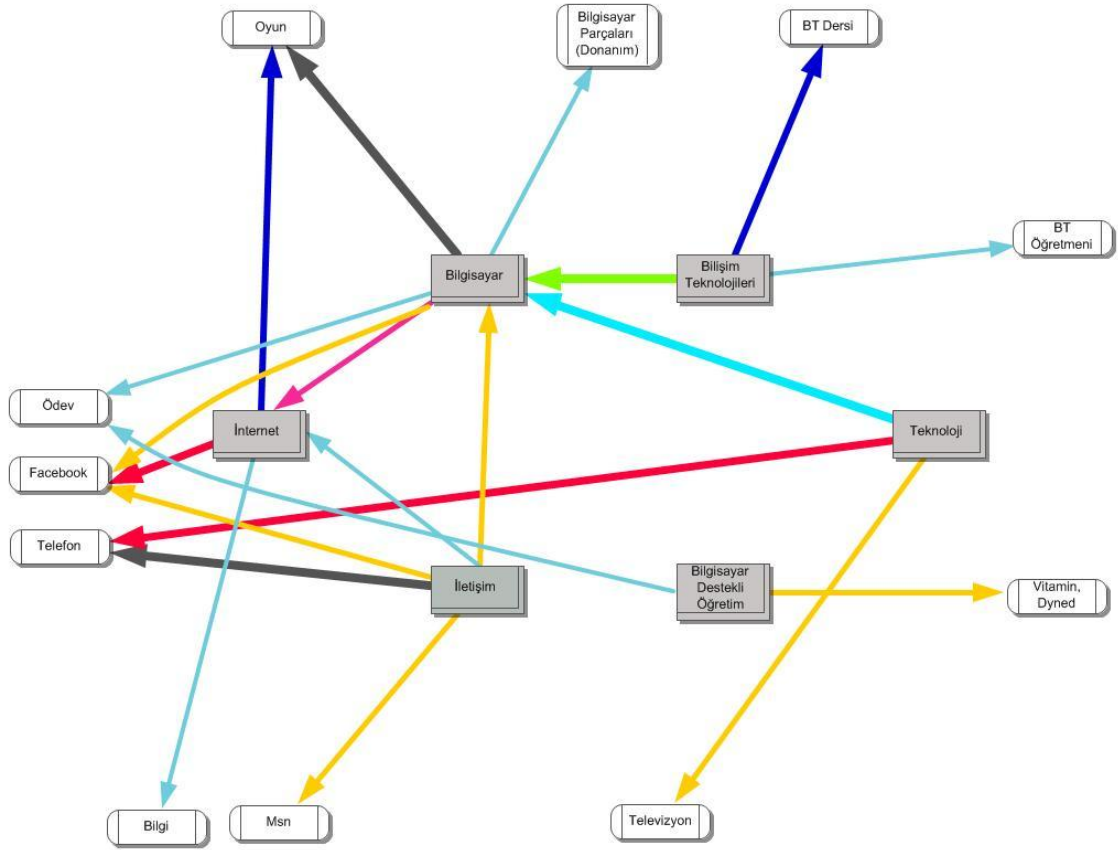 Oyun
Bilgisayar
Parçaları
(Donanım)
BT Dersi
BT
Öğretmeni
Bilgisayar
Bilişim
Teknolojileri
Ödev
İnternet
Teknoloji
Facebook
Telefon
İletişim
Bilgisayar
Destekli
Öğretim
Vitamin,
Dyned
Bilgi
Msn
Televizyon